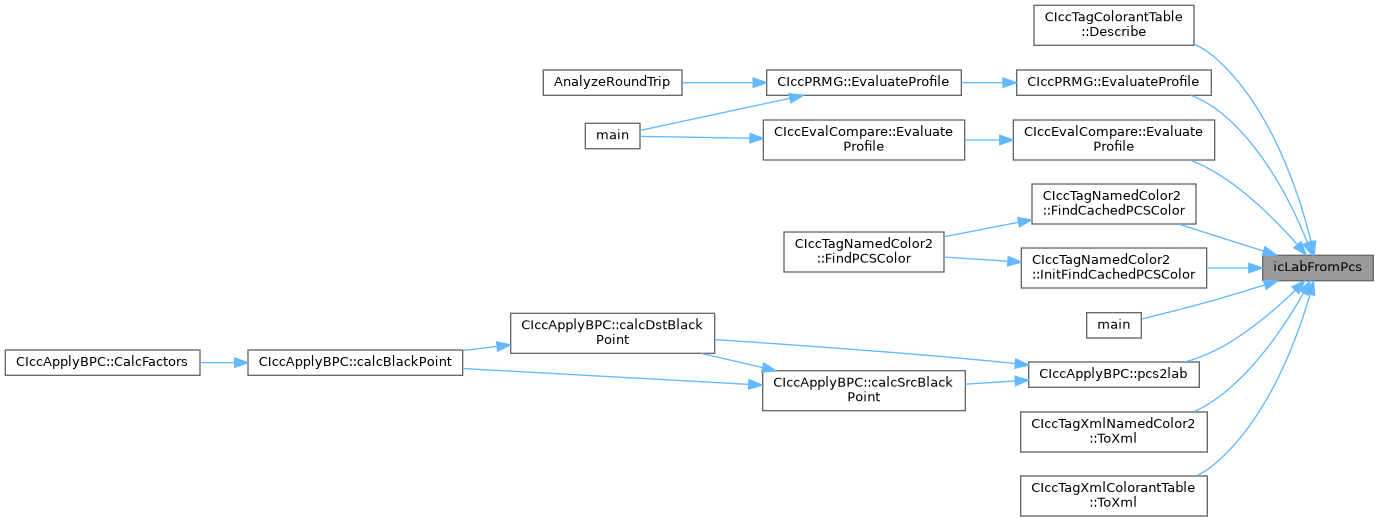 CIccTagColorantTable
::Describe
AnalyzeRoundTrip
CIccPRMG::EvaluateProfile
CIccPRMG::EvaluateProfile
main
CIccEvalCompare::Evaluate
Profile
CIccEvalCompare::Evaluate
Profile
CIccTagNamedColor2
::FindCachedPCSColor
CIccTagNamedColor2
::FindPCSColor
CIccTagNamedColor2
::InitFindCachedPCSColor
icLabFromPcs
main
CIccApplyBPC::calcDstBlack
Point
CIccApplyBPC::CalcFactors
CIccApplyBPC::calcBlackPoint
CIccApplyBPC::calcSrcBlack
Point
CIccApplyBPC::pcs2lab
CIccTagXmlNamedColor2
::ToXml
CIccTagXmlColorantTable
::ToXml